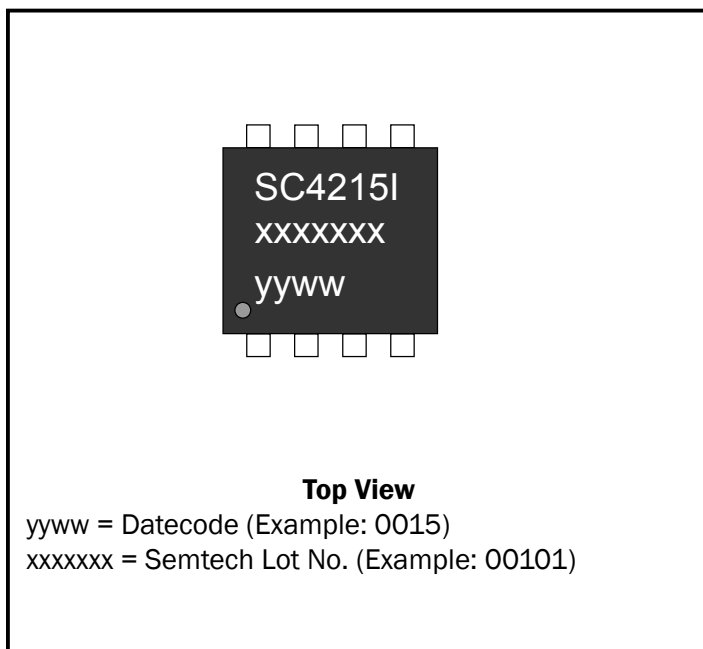 SC4215I
xxxxxxx
yyww
Top View
yyww = Datecode (Example: 0015)
xxxxxxx = Semtech Lot No. (Example: 00101)